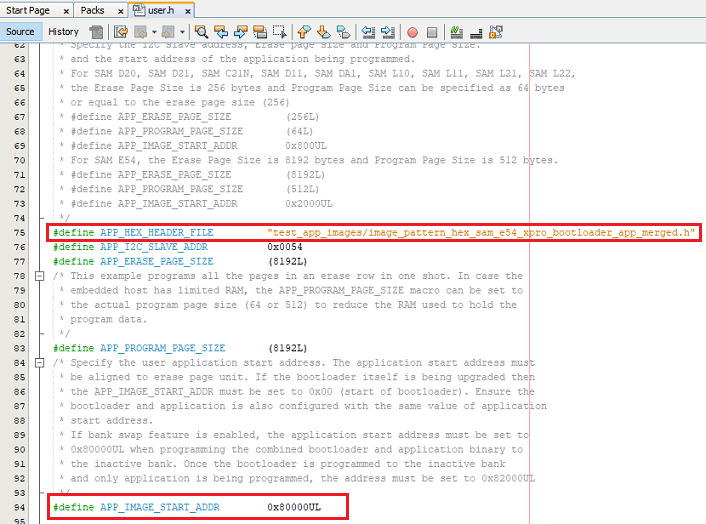 Start Page x Packs x user.h x
Source History
62 * Specify the I2C slave address, Erase page Size and Program Page Size.
63 * and the start address of the application being programmed.
64 * For SAM D20, SAM D21, SAM C21N, SAM D11, SAM DA1, SAM L10, SAM L11, SAM L21, SAM L22,
65 * the Erase Page Size is 256 bytes and Program Page Size can be specified as 64 bytes
66 * or equal to the erase page size (256)
67 * #define APP_ERASE_PAGE_SIZE (256L)
68 * #define APP_PROGRAM_PAGE_SIZE (64L)
69 * #define APP_IMAGE_START_ADDR 0x800UL
70 * For SAM E54, the Erase Page Size is 8192 bytes and Program Page Size is 512 bytes.
71 * #define APP_ERASE_PAGE_SIZE (8192L)
72 * #define APP_PROGRAM_PAGE_SIZE (512L)
73 * #define APP_IMAGE_START_ADDR 0x2000UL
74 */
75 #define APP_HEX_HEADER_FILE "test_app_images/image_pattern_hex_sam_e54_xpro_bootloader_app_merged.h"
76 #define APP_I2C_SLAVE_ADDR 0x0054
77 #define APP_ERASE_PAGE_SIZE (8192L)
78 /* This example programs all the pages in an erase row in one shot. In case the
79 * embedded host has limited RAM, the APP_PROGRAM_PAGE_SIZE macro can be set to
80 * the actual program page size (64 or 512) to reduce the RAM used to hold the
81 * program data.
82 */
83 #define APP_PROGRAM_PAGE_SIZE (8192L)
84 /* Specify the user application start address. The application start address must
85 * be aligned to erase page unit. If the bootloader itself is being upgraded then
86 * the APP_IMAGE_START_ADDR must be set to 0x00 (start of bootloader). Ensure the
87 * bootloader and application is also configured with the same value of application
88 * start address.
89 * If bank swap feature is enabled, the application start address must be set to
90 * 0x80000UL when programming the combined bootloader and application binary to
91 * the inactive bank. Once the bootloader is programmed to the inactive bank
92 * and only application is being programmed, the address must be set to 0x82000UL
93 */
94 #define APP_IMAGE_START_ADDR 0x80000UL
95